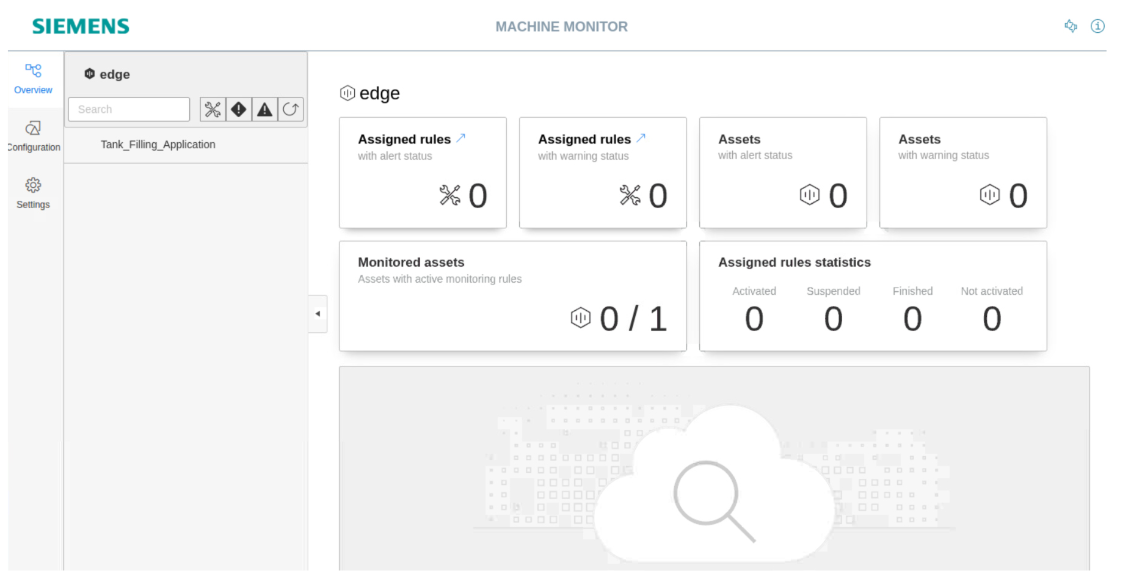 SIEMENS
MACHINE MONITOR
Overview
Configuration
Settings
edge
Search
Tank_Filling_Application
edge
Assigned rules
with alert status
0
Assigned rules
with warning status
0
Assets
with alert status
0
Assets
with warning status
0
Monitored assets
Assets with active monitoring rules
0 / 1
Assigned rules statistics
Activated Suspended Finished Not activated
0 0 0 0